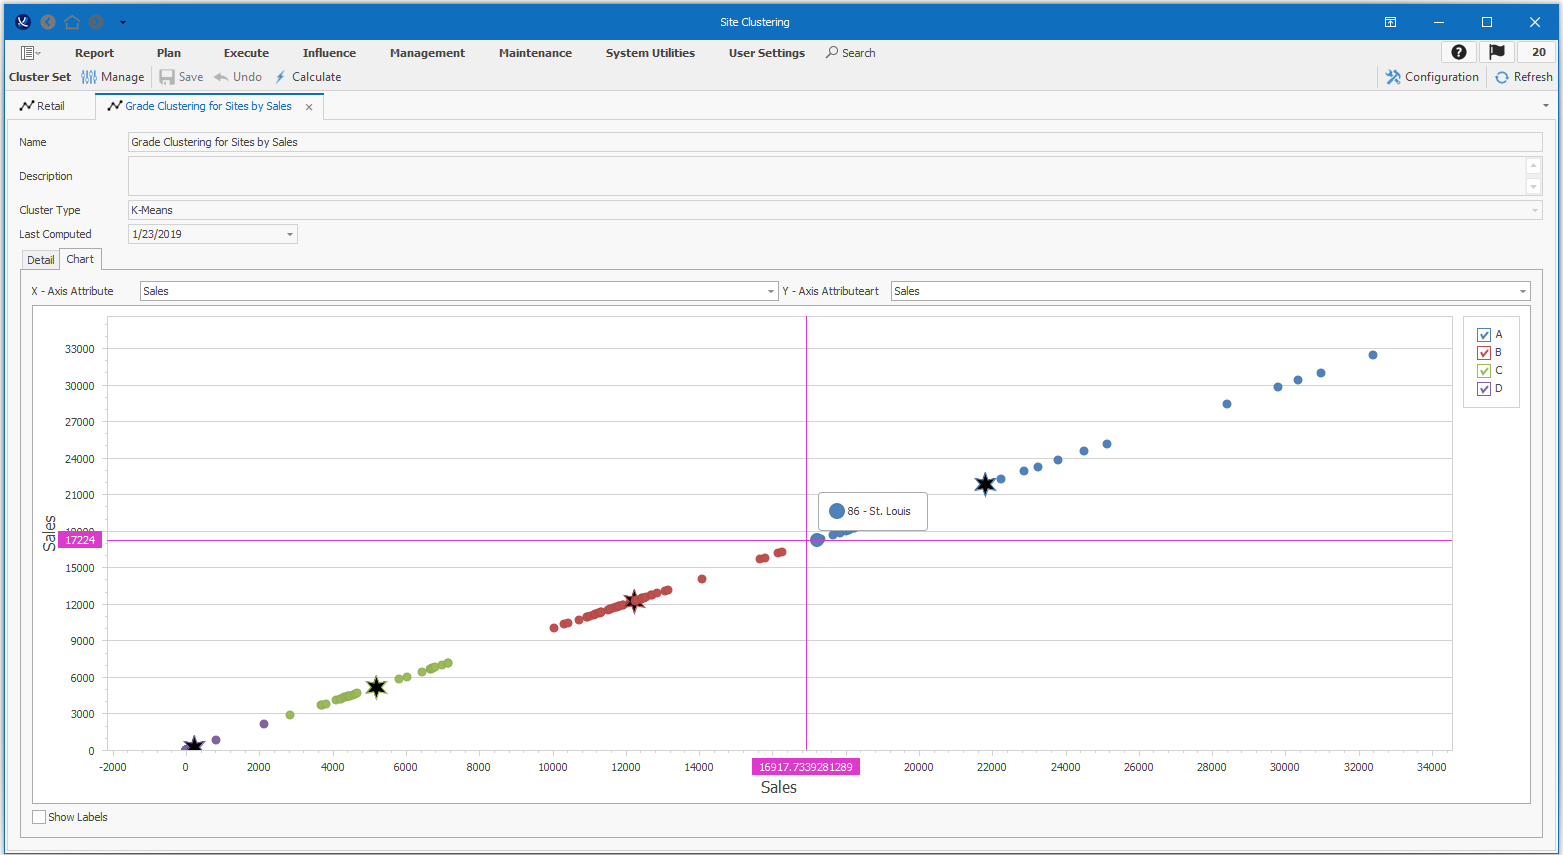 Site Clustering
Report Plan Execute Influence Management Maintenance System Utilities User Settings Search 20
Cluster Set Manage Save Undo Calculate Configuration Refresh
Retail Grade Clustering for Sites by Sales
Name Grade Clustering for Sites by Sales
Description
Cluster Type K-Means
Last Computed 1/23/2019
Detail Chart
X - Axis Attribute Sales Y - Axis Attributeart Sales
A
B
C
D
33000
30000
27000
24000
21000
18000
17224
15000
12000
9000
6000
3000
0
Sales
86 - St. Louis
-2000 0 2000 4000 6000 8000 10000 12000 14000 16917.7339281289 20000 22000 24000 26000 28000 30000 32000 34000
Sales
Show Labels